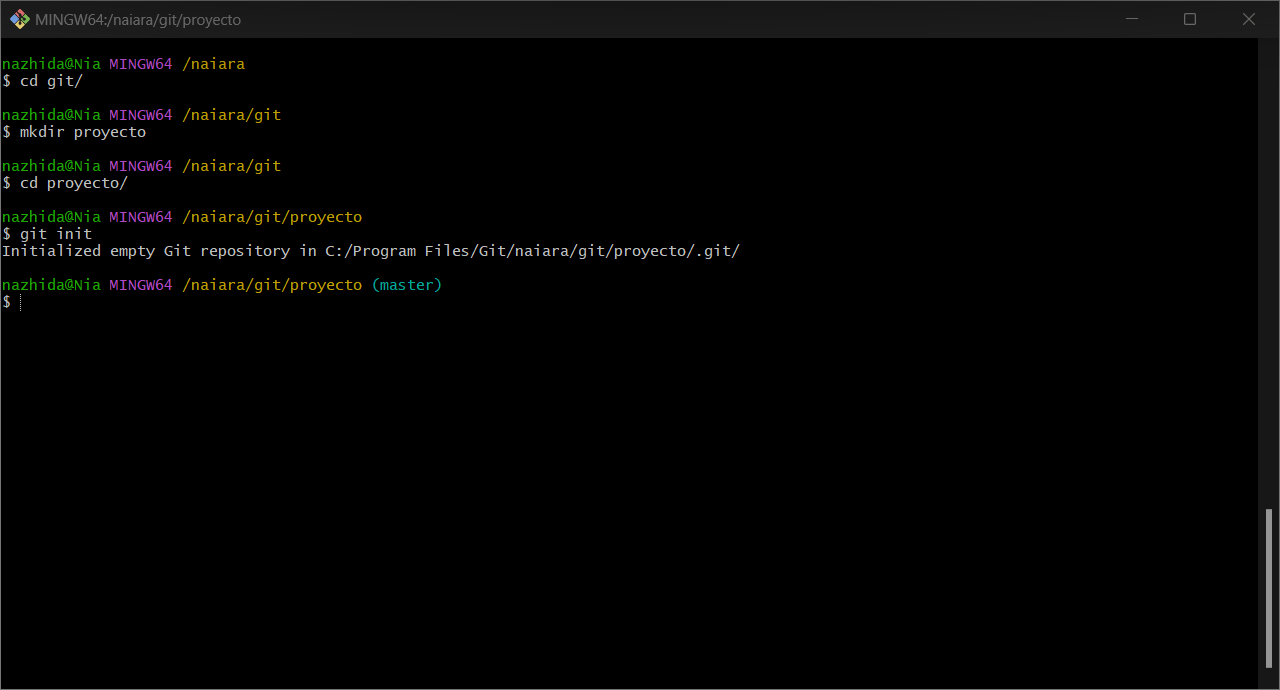 MINGW64:/naiara/git/proyecto
nazhida@Nia MINGW64 /naiara
$ cd git/
nazhida@Nia MINGW64 /naiara/git
$ mkdir proyecto
nazhida@Nia MINGW64 /naiara/git
$ cd proyecto/
nazhida@Nia MINGW64 /naiara/git/proyecto
$ git init
Initialized empty Git repository in C:/Program Files/Git/naiara/git/proyecto/.git/
nazhida@Nia MINGW64 /naiara/git/proyecto (master)
$